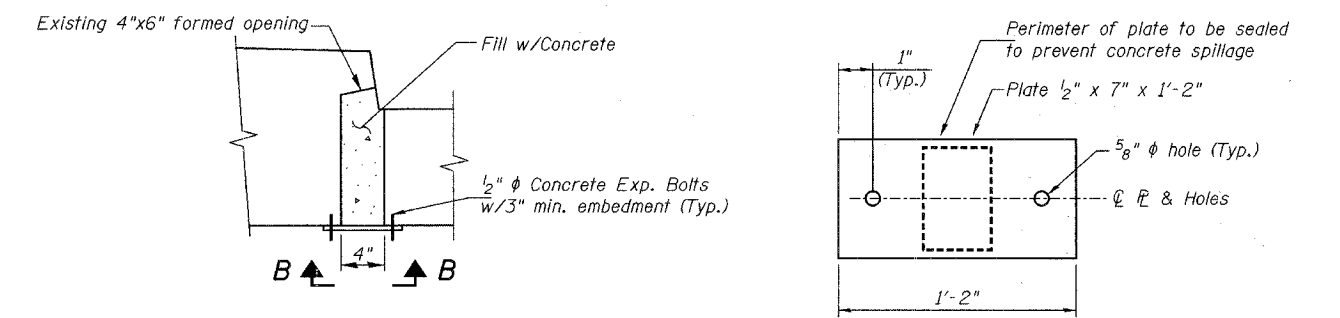 Existing 4"x6" formed opening
Fill w/Concrete
1/2" ϕ Concrete Exp. Bolts
w/3" min. embedment (Typ.)
4"
B B
Perimeter of plate to be sealed
to prevent concrete spillage
1"
(Typ.)
Plate 1/2" x 7" x 1'-2"
5/8" ϕ hole (Typ.)
℄ ⅊ & Holes
1'-2"